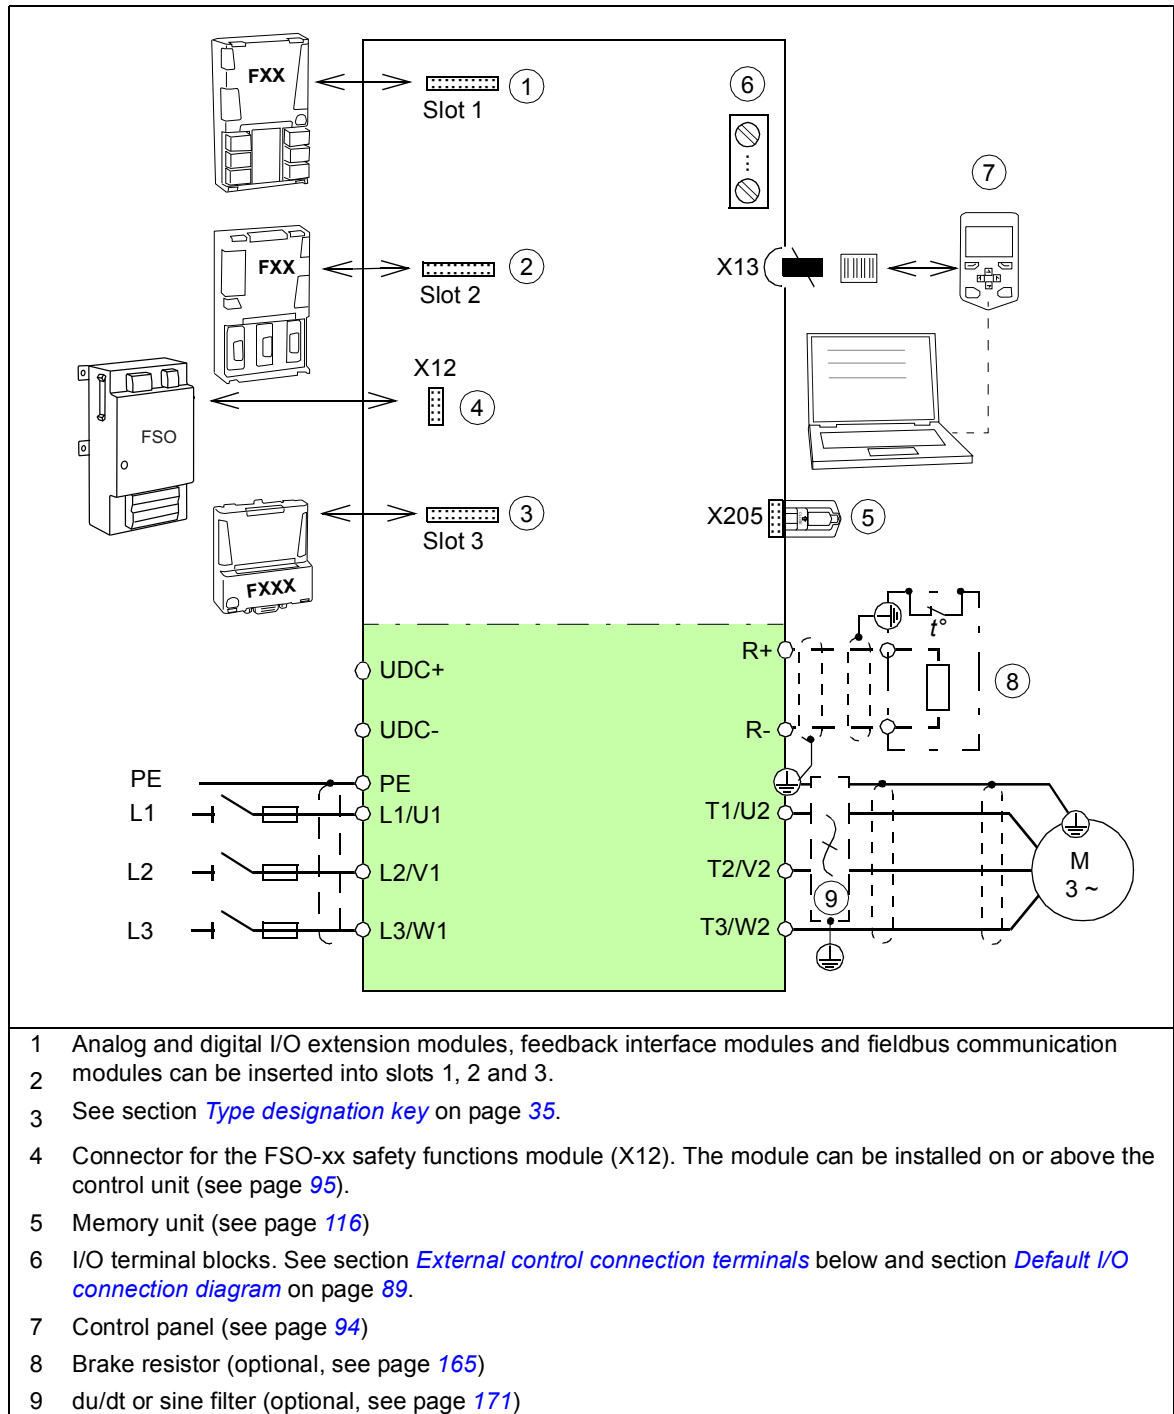 FXX
1
Slot 1
6
7
FXX
2
Slot 2
X13
X12
4
FSO
3
Slot 3
X205
5
FXXX
t°
R+
UDC+
8
UDC-
R-
PE
PE
L1
L1/U1
T1/U2
L2
L2/V1
T2/V2
M
3 ~
9
L3
L3/W1
T3/W2
1 Analog and digital I/O extension modules, feedback interface modules and fieldbus communication
2 modules can be inserted into slots 1, 2 and 3.
3 See section Type designation key on page 35.
4 Connector for the FSO-xx safety functions module (X12). The module can be installed on or above the
control unit (see page 95).
5 Memory unit (see page 116)
6 I/O terminal blocks. See section External control connection terminals below and section Default I/O
connection diagram on page 89.
7 Control panel (see page 94)
8 Brake resistor (optional, see page 165)
9 du/dt or sine filter (optional, see page 171)